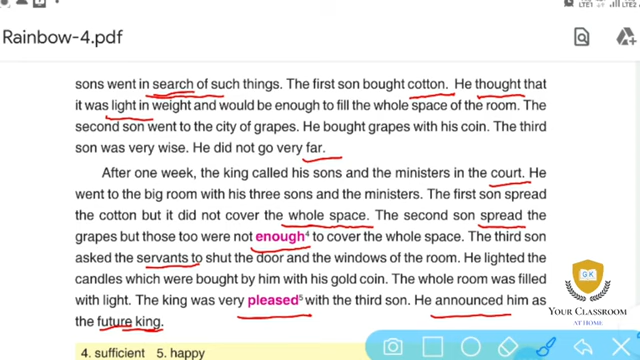 LTE1 LTE2
Rainbow-4.pdf
sons went in search of such things. The first son bought cotton. He thought that
it was light in weight and would be enough to fill the whole space of the room. The
second son went to the city of grapes. He bought grapes with his coin. The third
son was very wise. He did not go very far.
After one week, the king called his sons and the ministers in the court. He
went to the big room with his three sons and the ministers. The first son spread
the cotton but it did not cover the whole space. The second son spread the
grapes but those too were not enough⁴ to cover the whole space. The third son
asked the servants to shut the door and the windows of the room. He lighted the
candles which were bought by him with his gold coin. The whole room was filled
with light. The king was very pleased⁵ with the third son. He announced him as
the future king.
4. sufficient 5. happy
GK
YOUR CLASSROOM
AT HOME